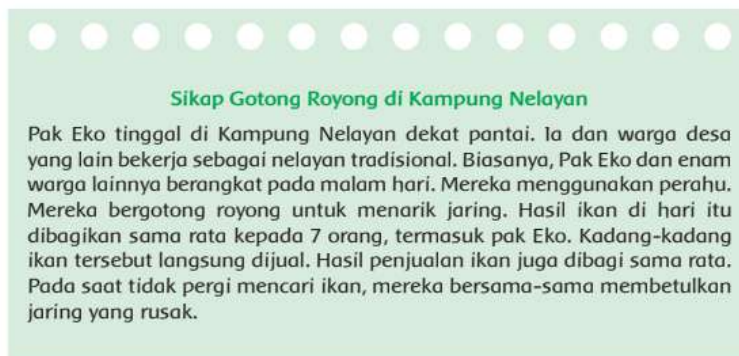 Sikap Gotong Royong di Kampung Nelayan
Pak Eko tinggal di Kampung Nelayan dekat pantai. Ia dan warga desa
yang lain bekerja sebagai nelayan tradisional. Biasanya, Pak Eko dan enam
warga lainnya berangkat pada malam hari. Mereka menggunakan perahu.
Mereka bergotong royong untuk menarik jaring. Hasil ikan di hari itu
dibagikan sama rata kepada 7 orang, termasuk pak Eko. Kadang-kadang
ikan tersebut langsung dijual. Hasil penjualan ikan juga dibagi sama rata.
Pada saat tidak pergi mencari ikan, mereka bersama-sama membetulkan
jaring yang rusak.